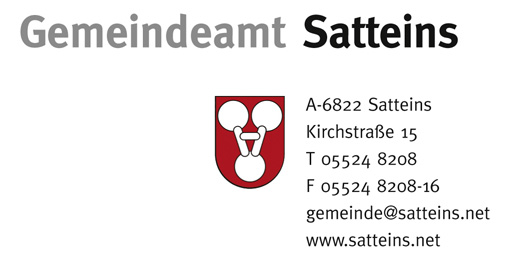 Gemeindeamt Satteins
A-6822 Satteins
Kirchstraße 15
T 05524 8208
F 05524 8208-16
gemeinde@satteins.net
www.satteins.net